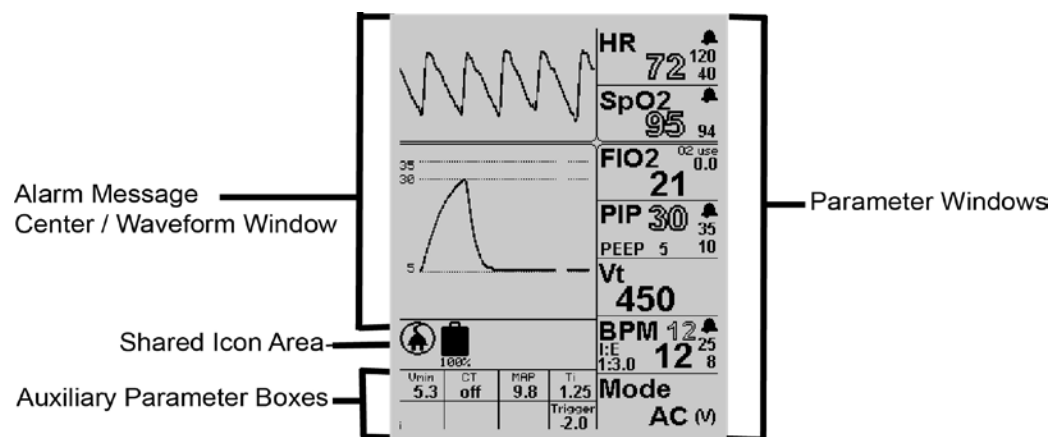 Alarm Message
Center / Waveform Window
Shared Icon Area
Auxiliary Parameter Boxes
35
30
5
100%
Vmin CT MAP Ti
5.3 off 9.8 1.25
Trigger
-2.0
HR
72 120
40
SpO2
95 94
FIO2 O2 use
0.0
21
PIP 30 35
PEEP 5 10
Vt
450
BPM 12 25
I:E
1:3.0 12 8
Mode
AC (V)
Parameter Windows